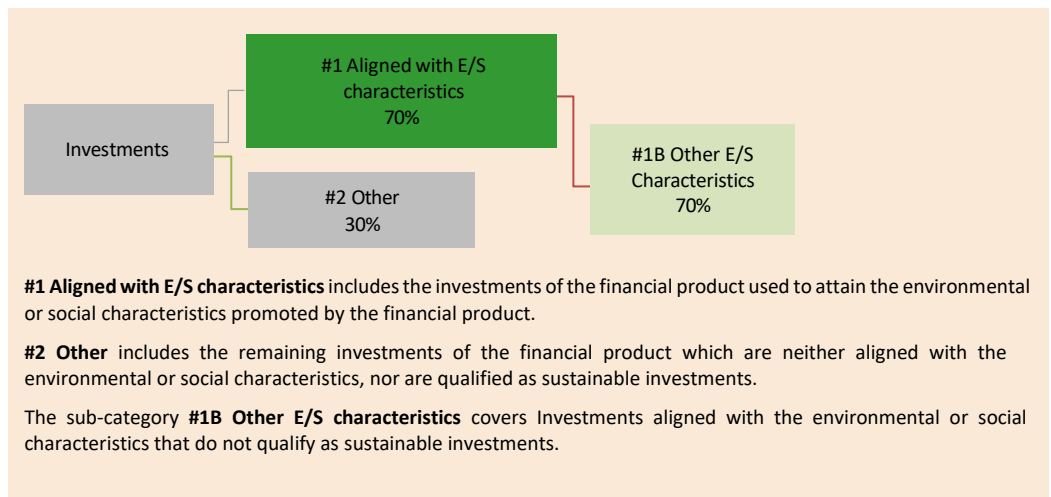 #1 Aligned with E/S
characteristics
70%
Investments
#1B Other E/S
Characteristics
70%
#2 Other
30%
#1 Aligned with E/S characteristics includes the investments of the financial product used to attain the environmental
or social characteristics promoted by the financial product.
#2 Other includes the remaining investments of the financial product which are neither aligned with the
environmental or social characteristics, nor are qualified as sustainable investments.
The sub-category #1B Other E/S characteristics covers Investments aligned with the environmental or social
characteristics that do not qualify as sustainable investments.